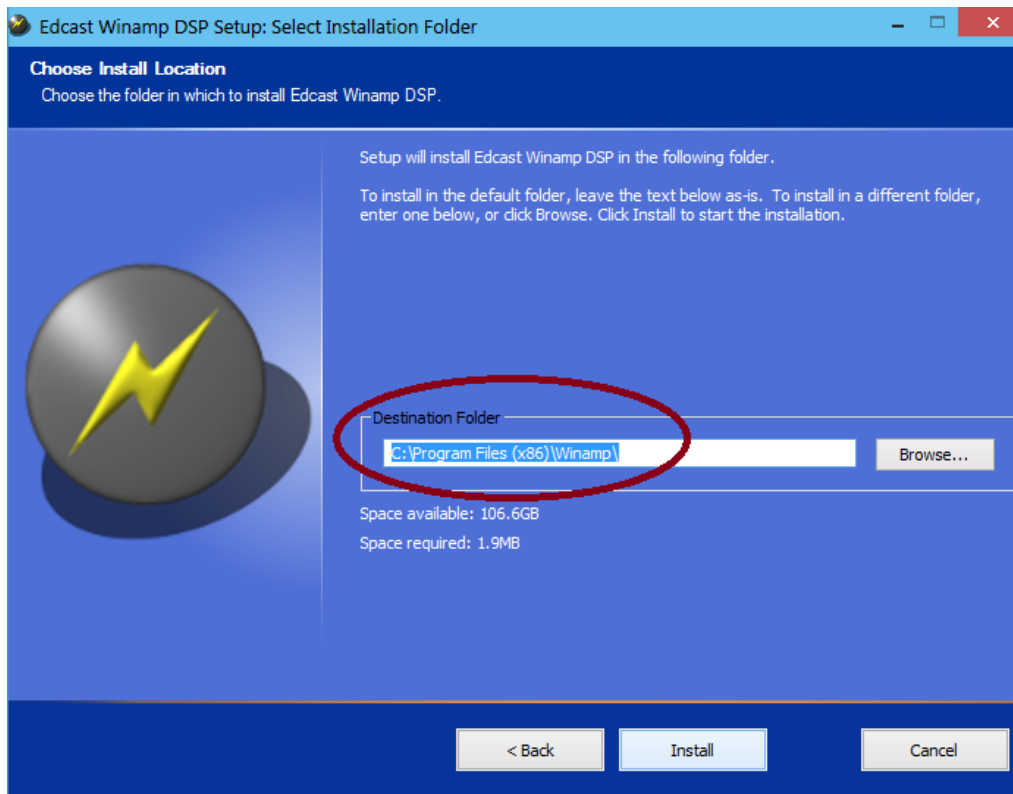 Edcast Winamp DSP Setup: Select Installation Folder
Choose Install Location
Choose the folder in which to install Edcast Winamp DSP.
Setup will install Edcast Winamp DSP in the following folder.
To install in the default folder, leave the text below as-is.  To install in a different folder,
enter one below, or click Browse. Click Install to start the installation.
Destination Folder
C:\Program Files (x86)\Winamp\
Browse...
Space available: 106.6GB
Space required: 1.9MB
< Back
Install
Cancel